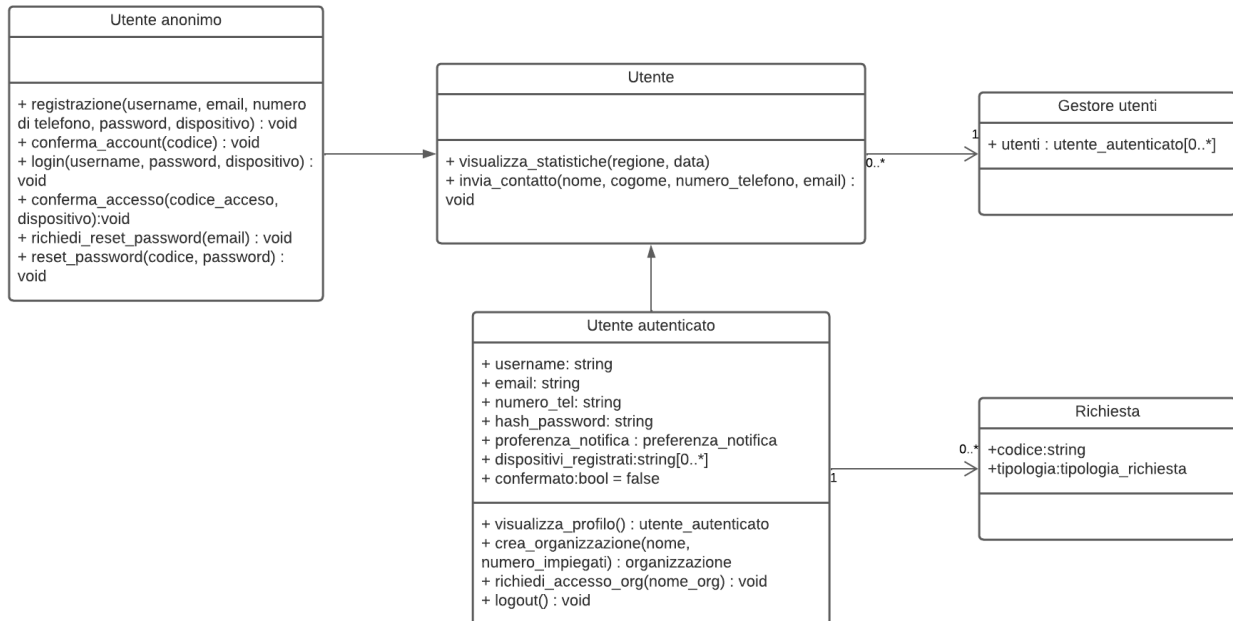 Utente anonimo
+ registrazione(username, email, numero
di telefono, password, dispositivo) : void
+ conferma_account(codice) : void
+ login(username, password, dispositivo) :
void
+ conferma_accesso(codice_acceso,
dispositivo):void
+ richiedi_reset_password(email) : void
+ reset_password(codice, password) :
void
Utente
+ visualizza_statistiche(regione, data)
+ invia_contatto(nome, cogome, numero_telefono, email) :
void
0..*
1
Gestore utenti
+ utenti : utente_autenticato[0..*]
Utente autenticato
+ username: string
+ email: string
+ numero_tel: string
+ hash_password: string
+ proferenza_notifica : preferenza_notifica
+ dispositivi_registrati:string[0..*]
+ confermato:bool = false
+ visualizza_profilo() : utente_autenticato
+ crea_organizzazione(nome,
numero_impiegati) : organizzazione
+ richiedi_accesso_org(nome_org) : void
+ logout() : void
1
0..*
Richiesta
+codice:string
+tipologia:tipologia_richiesta